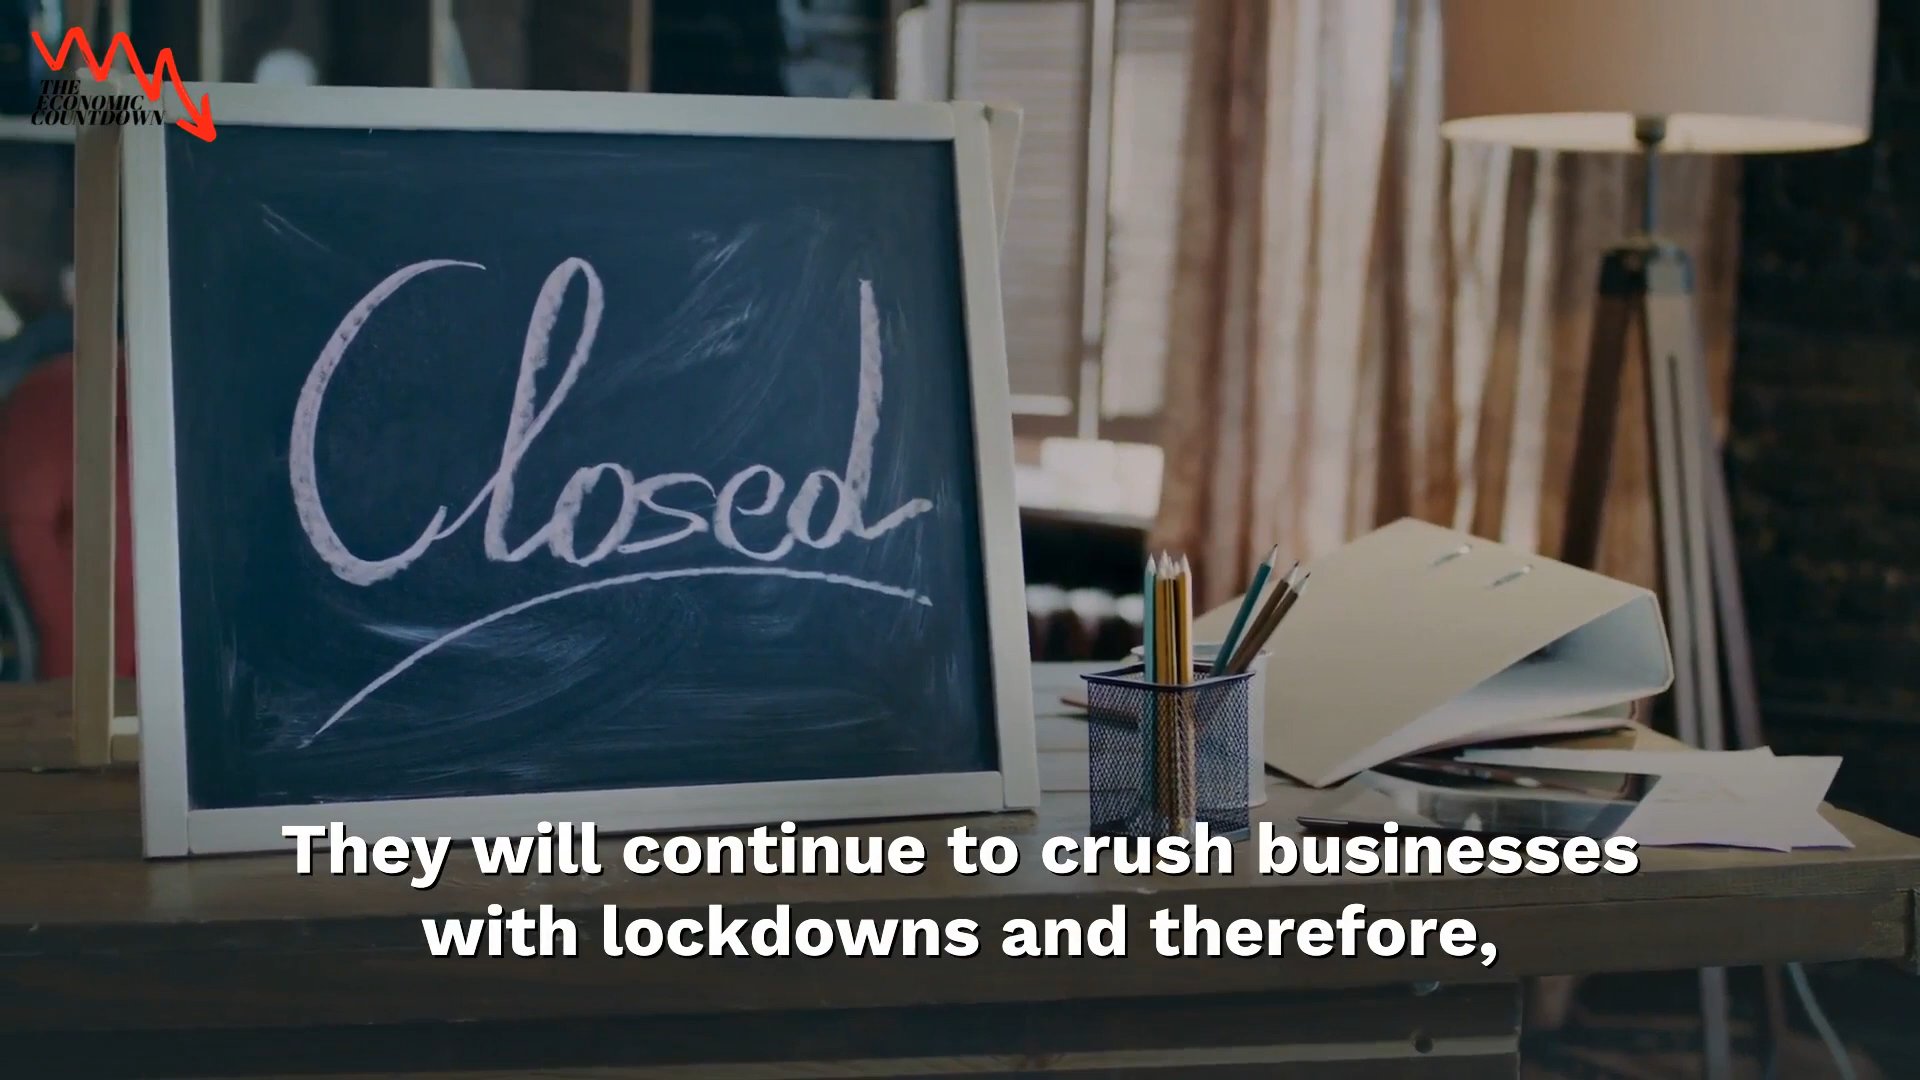 THE
ECONOMIC
COUNTDOWN
Closed
They will continue to crush businesses
with lockdowns and therefore,